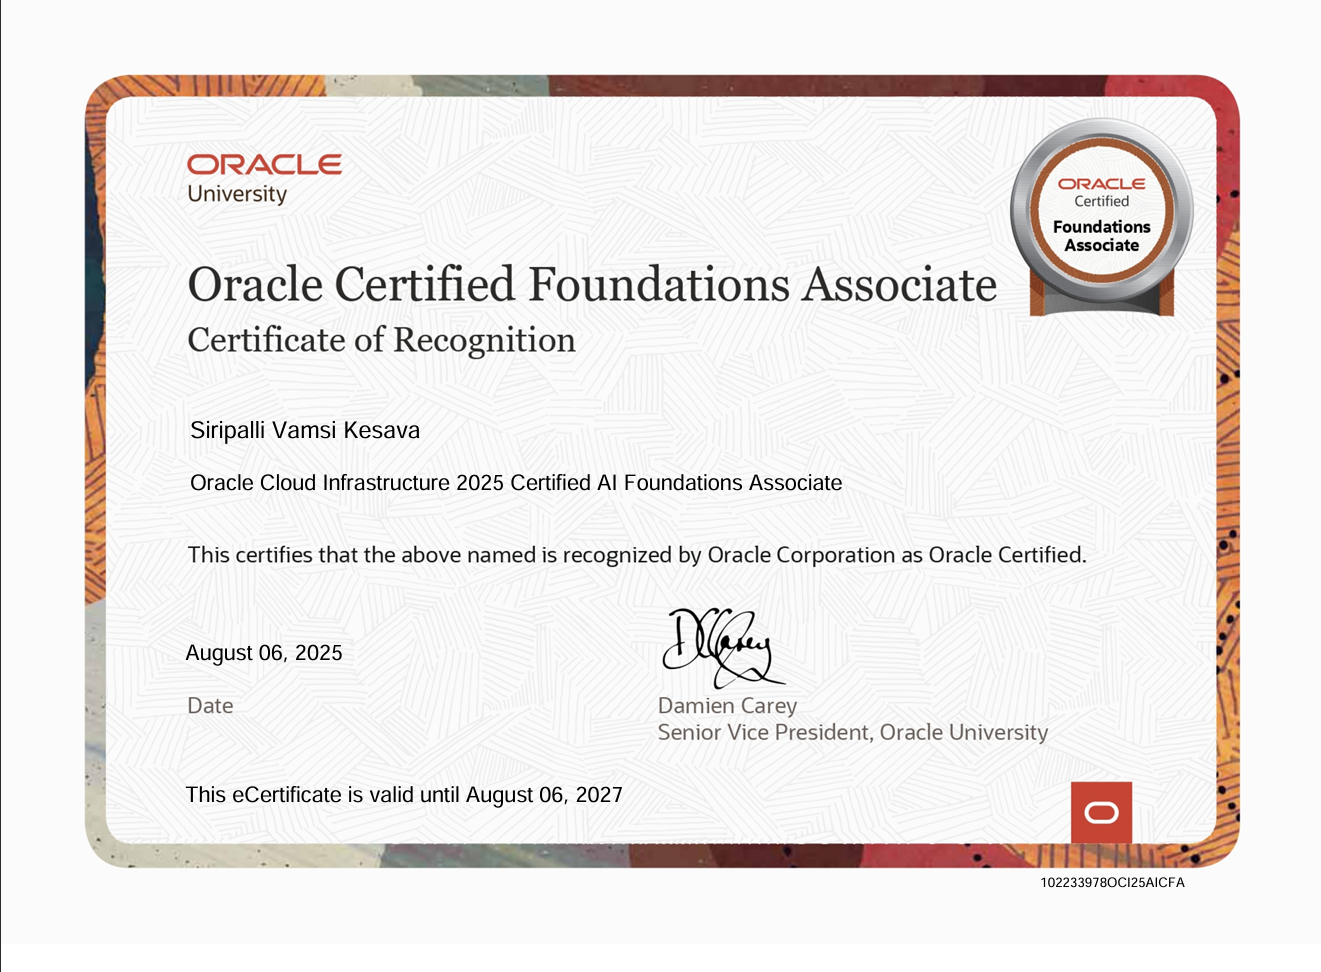 ORACLE
University
ORACLE
Certified
Foundations
Associate
Oracle Certified Foundations Associate
Certificate of Recognition
Siripalli Vamsi Kesava
Oracle Cloud Infrastructure 2025 Certified AI Foundations Associate
This certifies that the above named is recognized by Oracle Corporation as Oracle Certified.
DCarey
August 06, 2025
Date
Damien Carey
Senior Vice President, Oracle University
This eCertificate is valid until August 06, 2027
102233978OCI25AICFA